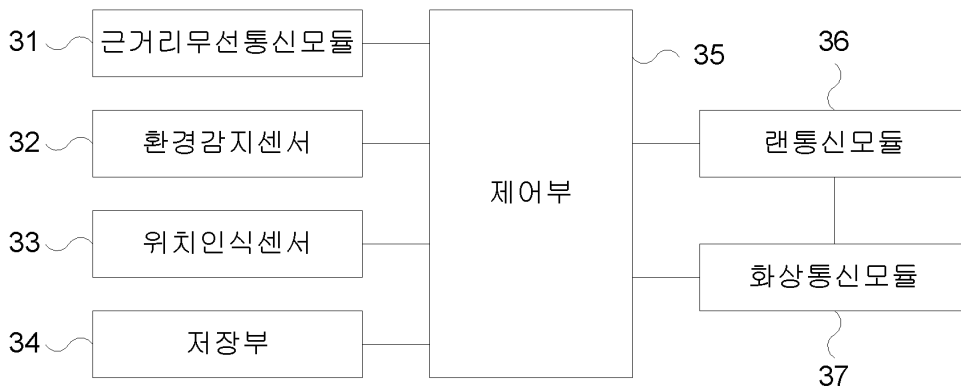 31 근거리무선통신모듈
32 환경감지센서
33 위치인식센서
34 저장부
제어부 35
36
랜통신모듈
화상통신모듈
37